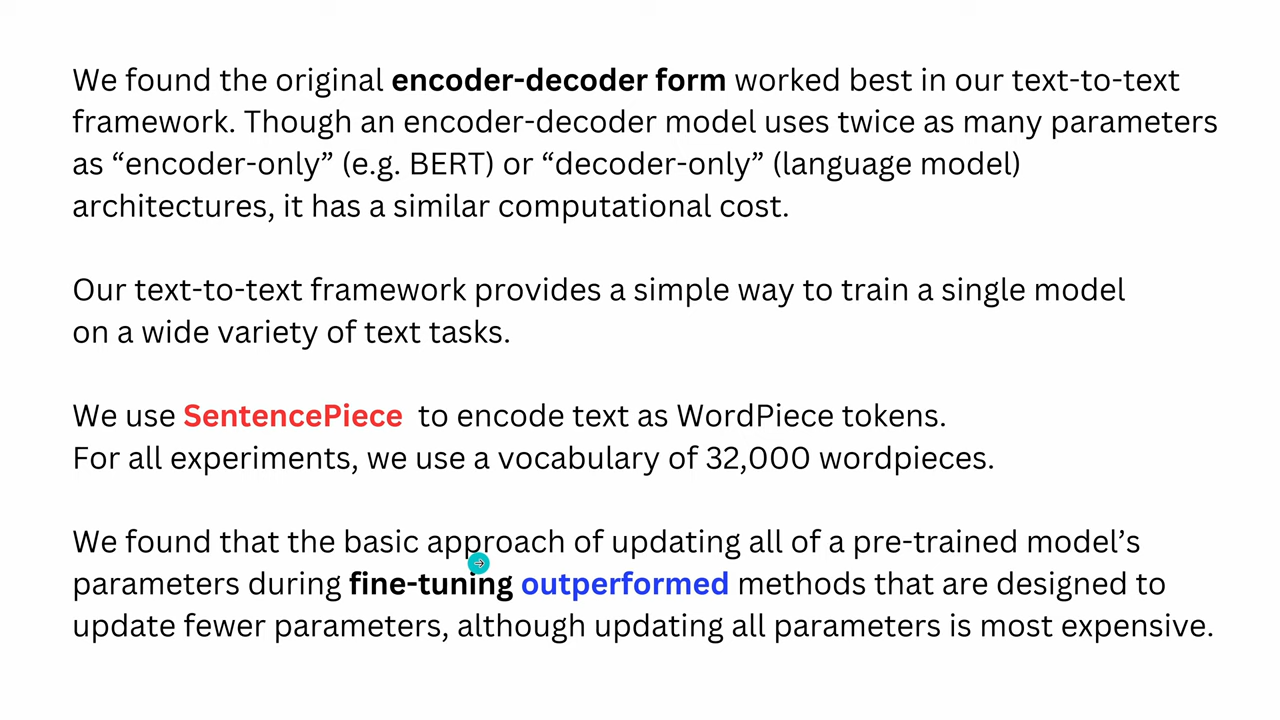 We found the original encoder-decoder form worked best in our text-to-text
framework. Though an encoder-decoder model uses twice as many parameters
as “encoder-only” (e.g. BERT) or “decoder-only” (language model)
architectures, it has a similar computational cost.
Our text-to-text framework provides a simple way to train a single model
on a wide variety of text tasks.
We use SentencePiece to encode text as WordPiece tokens.
For all experiments, we use a vocabulary of 32,000 wordpieces.
We found that the basic approach of updating all of a pre-trained model’s
parameters during fine-tuning outperformed methods that are designed to
update fewer parameters, although updating all parameters is most expensive.